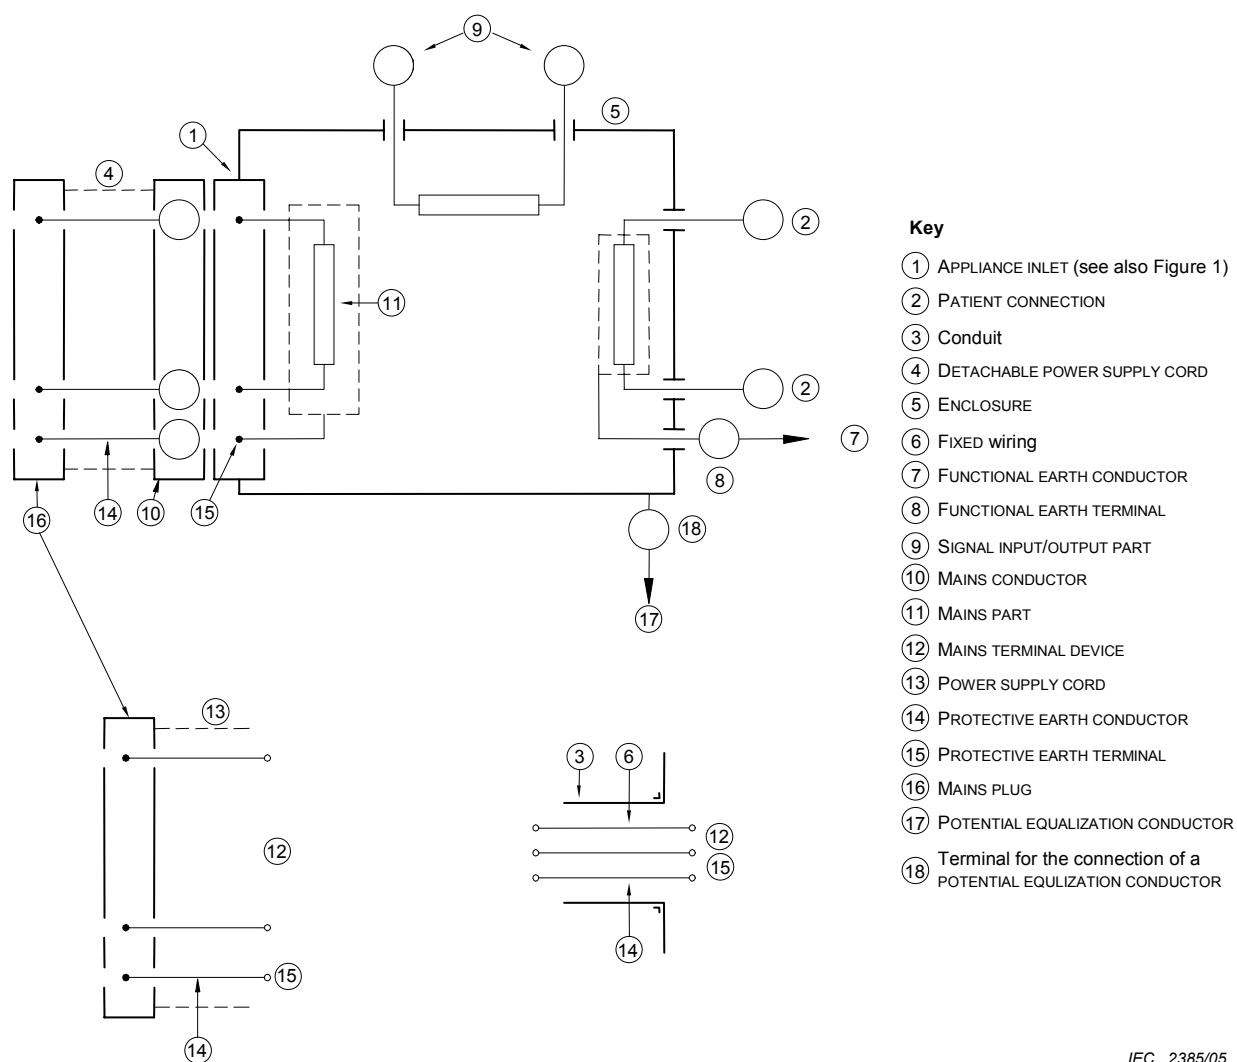 9
5
1
4
2
11
2
7
8
14
10
15
16
18
17
13
3
6
12
12
15
14
15
14
Key
1 APPLIANCE INLET (see also Figure 1)
2 PATIENT CONNECTION
3 Conduit
4 DETACHABLE POWER SUPPLY CORD
5 ENCLOSURE
6 FIXED wiring
7 FUNCTIONAL EARTH CONDUCTOR
8 FUNCTIONAL EARTH TERMINAL
9 SIGNAL INPUT/OUTPUT PART
10 MAINS CONDUCTOR
11 MAINS PART
12 MAINS TERMINAL DEVICE
13 POWER SUPPLY CORD
14 PROTECTIVE EARTH CONDUCTOR
15 PROTECTIVE EARTH TERMINAL
16 MAINS PLUG
17 POTENTIAL EQUALIZATION CONDUCTOR
18 Terminal for the connection of a
POTENTIAL EQULIZATION CONDUCTOR
IEC 2385/05